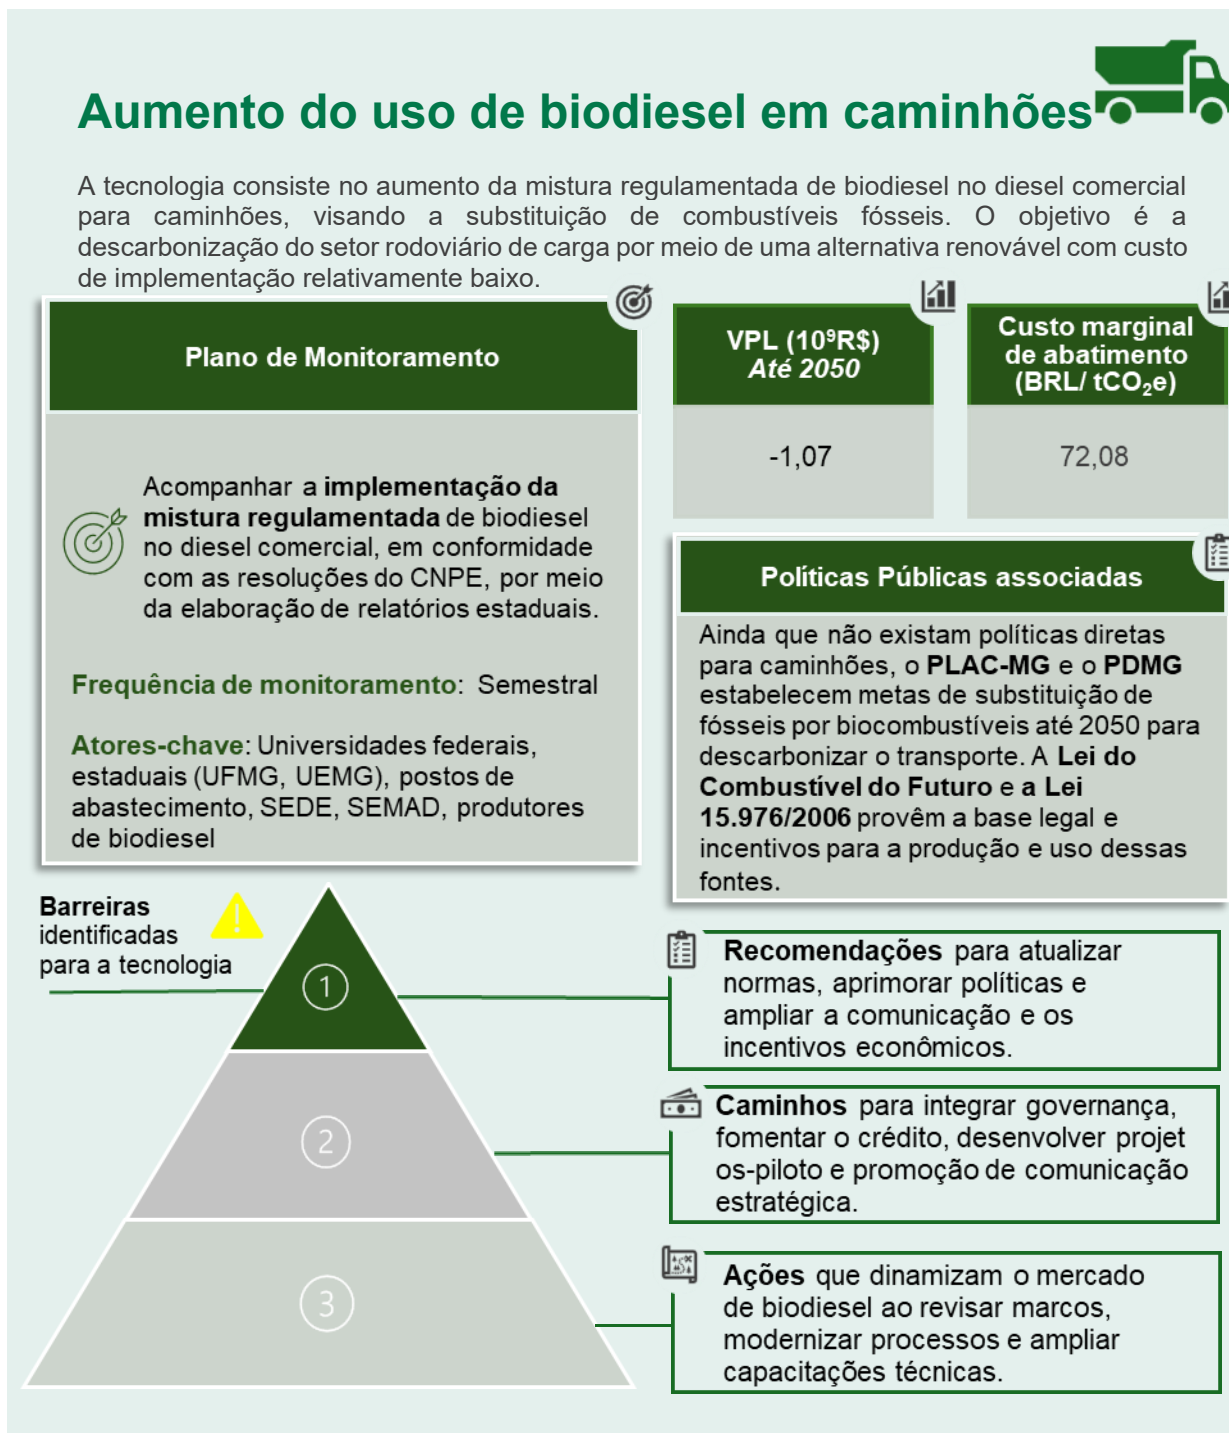 Aumento do uso de biodiesel em caminhões
A tecnologia consiste no aumento da mistura regulamentada de biodiesel no diesel comercial
para caminhões, visando a substituição de combustíveis fósseis. O objetivo é a
descarbonização do setor rodoviário de carga por meio de uma alternativa renovável com custo
de implementação relativamente baixo.
Plano de Monitoramento
Acompanhar a implementação da
mistura regulamentada de biodiesel
no diesel comercial, em conformidade
com as resoluções do CNPE, por meio
da elaboração de relatórios estaduais.
Frequência de monitoramento: Semestral
Atores-chave: Universidades federais,
estaduais (UFMG, UEMG), postos de
abastecimento, SEDE, SEMAD, produtores
de biodiesel
VPL (10⁹R$)
Até 2050
-1,07
Custo marginal
de abatimento
(BRL/ tCO₂e)
72,08
Políticas Públicas associadas
Ainda que não existam políticas diretas
para caminhões, o PLAC-MG e o PDMG
estabelecem metas de substituição de
fósseis por biocombustíveis até 2050 para
descarbonizar o transporte. A Lei do
Combustível do Futuro e a Lei
15.976/2006 provêm a base legal e
incentivos para a produção e uso dessas
fontes.
Barreiras
identificadas
para a tecnologia
1
2
3
Recomendações para atualizar
normas, aprimorar políticas e
ampliar a comunicação e os
incentivos econômicos.
Caminhos para integrar governança,
fomentar o crédito, desenvolver projet
os-piloto e promoção de comunicação
estratégica.
Ações que dinamizam o mercado
de biodiesel ao revisar marcos,
modernizar processos e ampliar
capacitações técnicas.